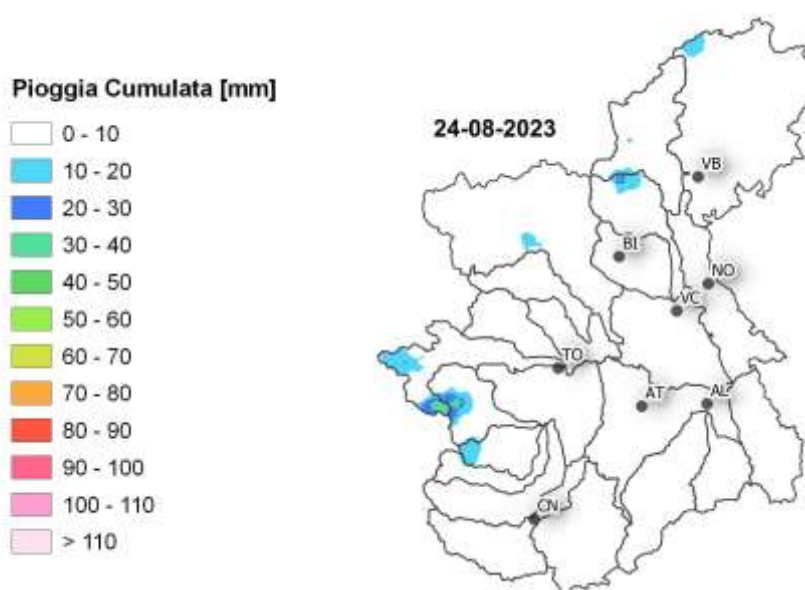 Pioggia Cumulata [mm]
0 - 10
10 - 20
20 - 30
30 - 40
40 - 50
50 - 60
60 - 70
70 - 80
80 - 90
90 - 100
100 - 110
> 110
24-08-2023
VB
BI
NO
VC
TO
AT
AL
CN